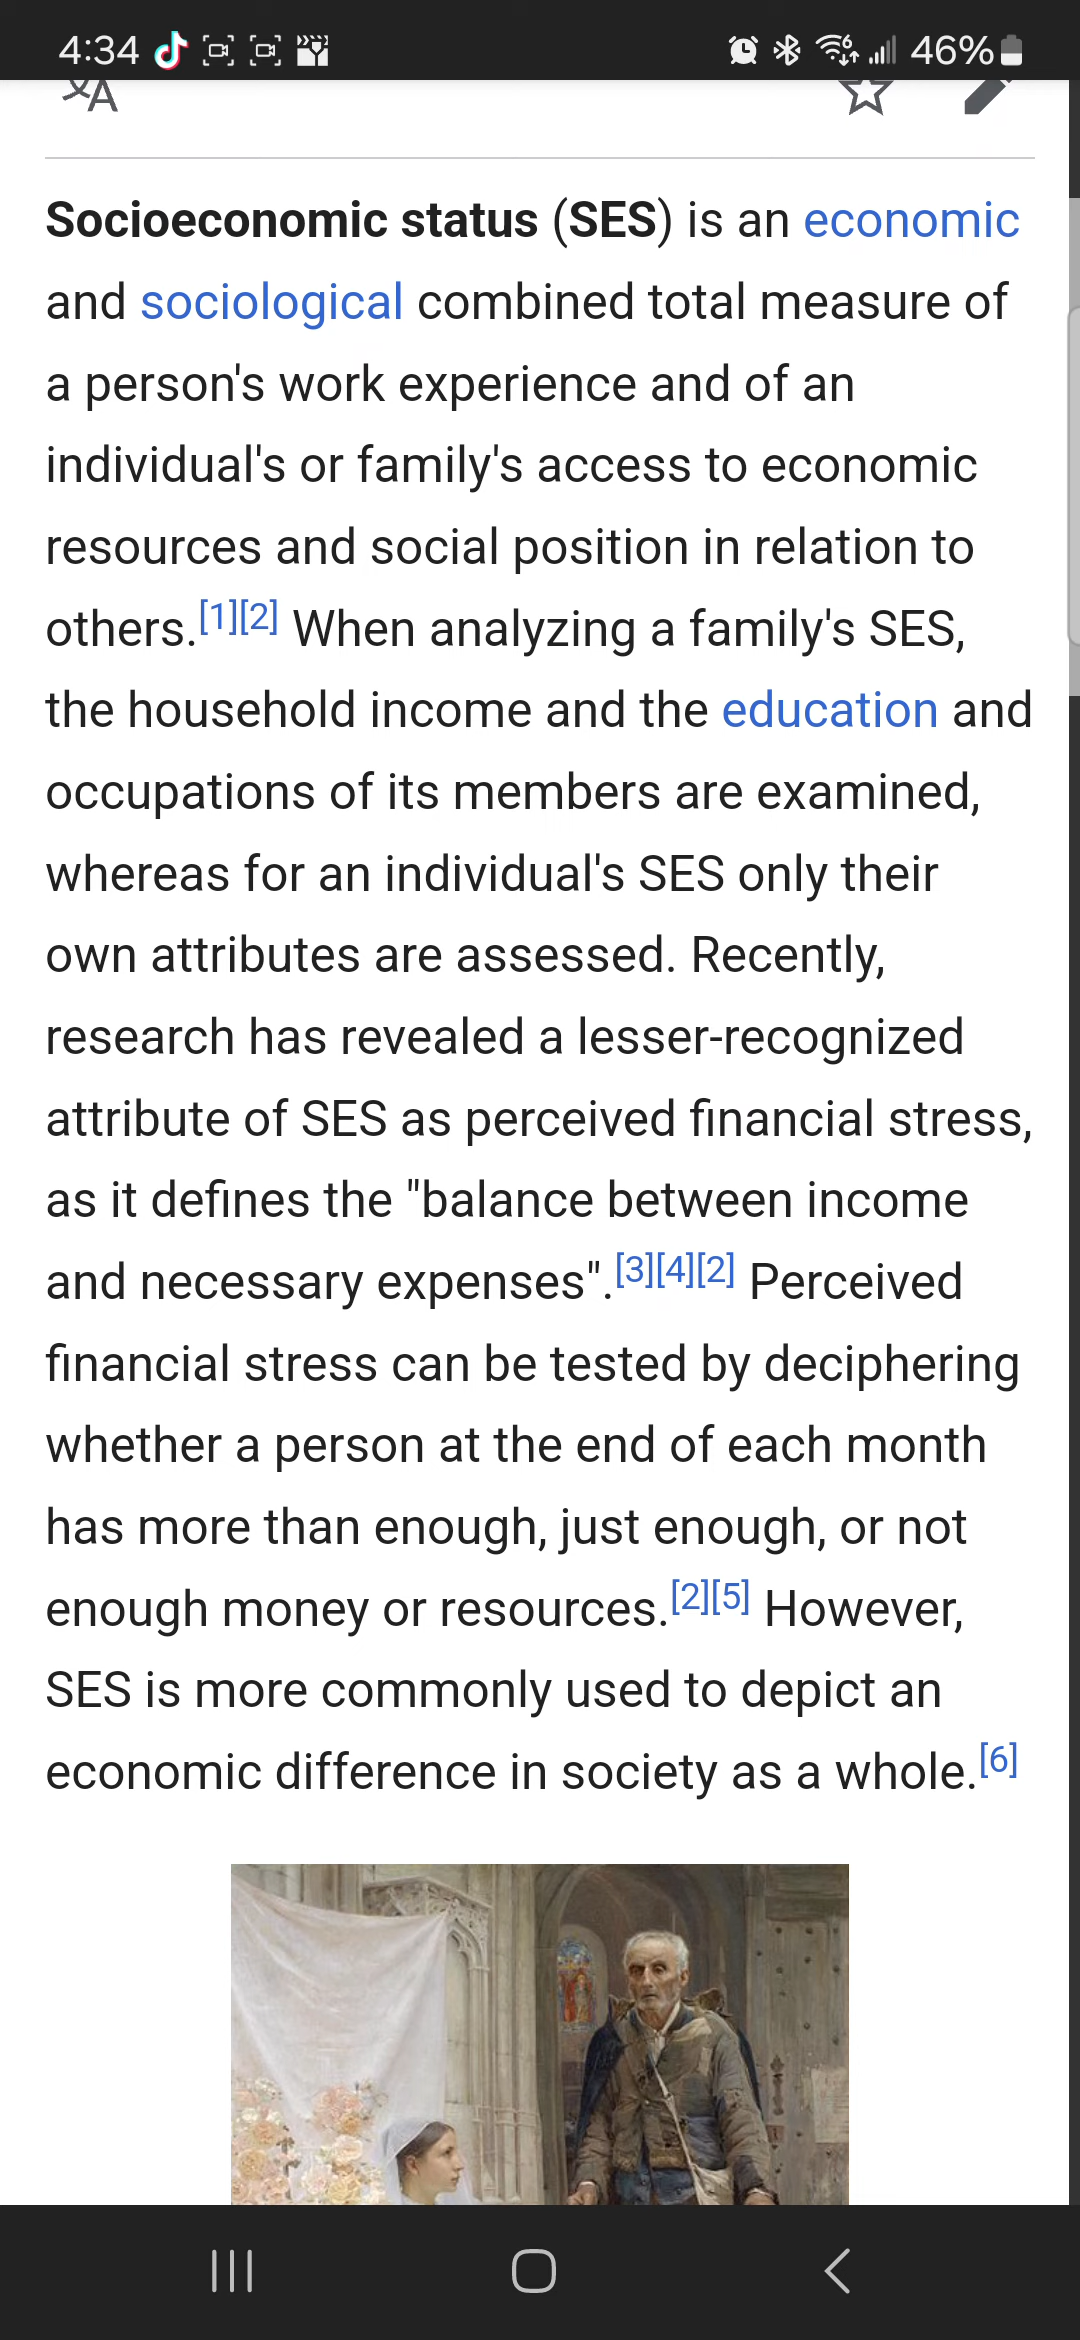 4:34
46%
Socioeconomic status (SES) is an economic
and sociological combined total measure of
a person's work experience and of an
individual's or family's access to economic
resources and social position in relation to
others.[1][2] When analyzing a family's SES,
the household income and the education and
occupations of its members are examined,
whereas for an individual's SES only their
own attributes are assessed. Recently,
research has revealed a lesser-recognized
attribute of SES as perceived financial stress,
as it defines the "balance between income
and necessary expenses".[3][4][2] Perceived
financial stress can be tested by deciphering
whether a person at the end of each month
has more than enough, just enough, or not
enough money or resources.[2][5] However,
SES is more commonly used to depict an
economic difference in society as a whole.[6]